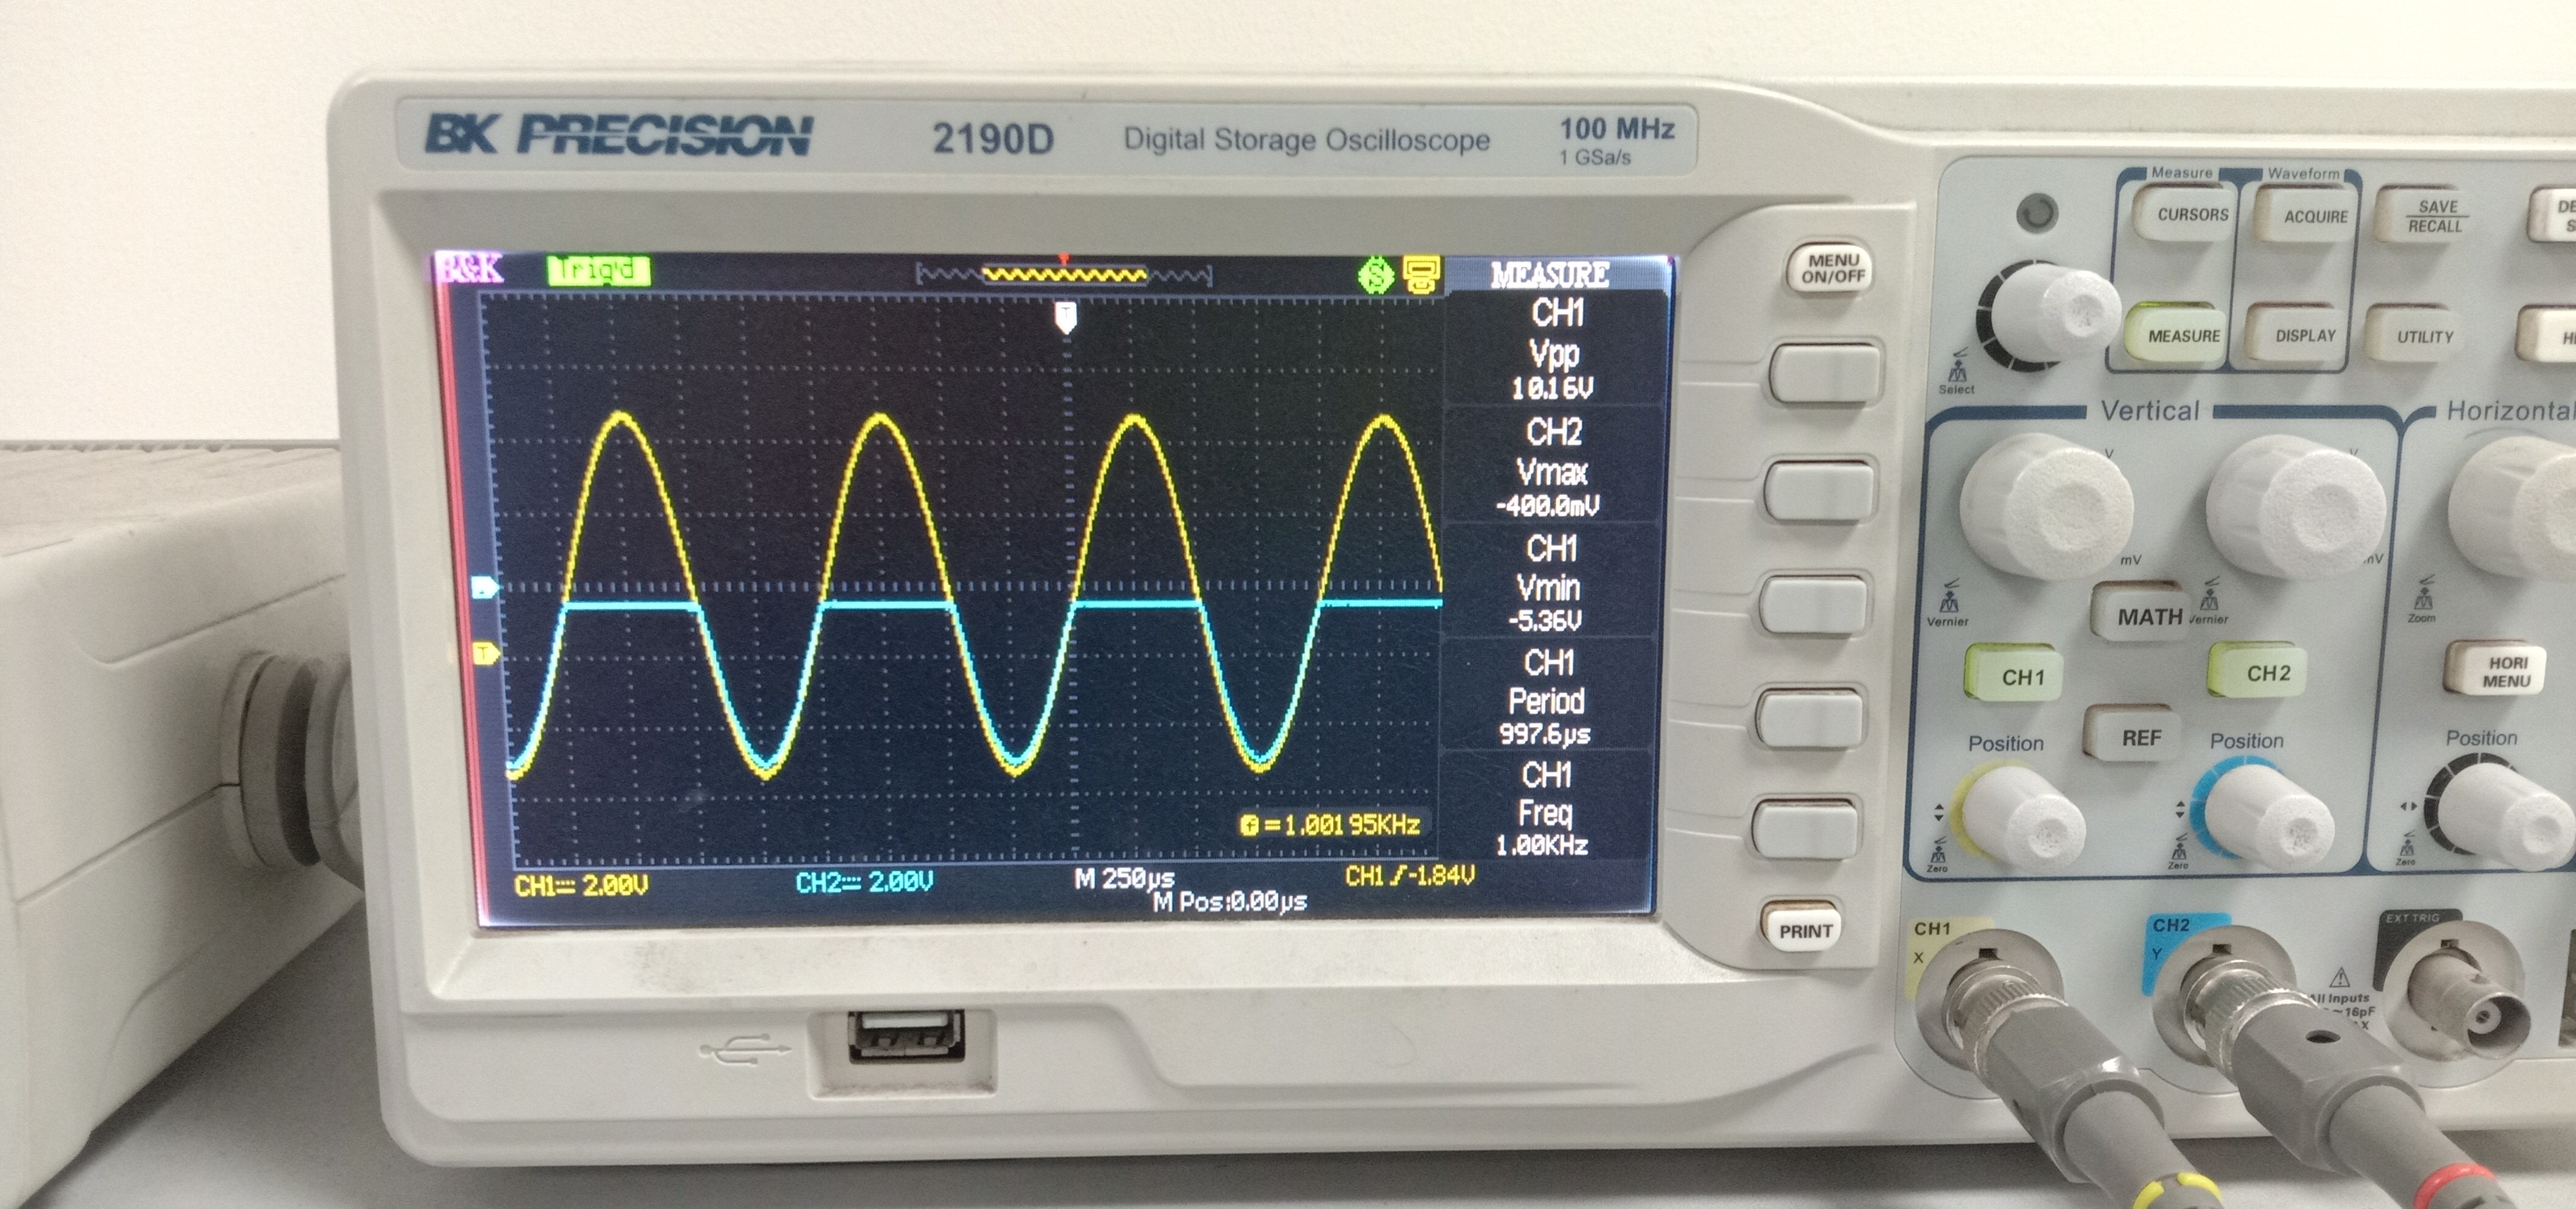 BK PRECISION 2190D Digital Storage Oscilloscope 100 MHz
1 GSa/s
B&K Trig'd
T
MEASURE
CH1
Vpp
10.16V
CH2
Vmax
-400.0mV
CH1
Vmin
-5.36V
CH1
Period
997.6µs
CH1
Freq
1.00KHz
f=1.00195KHz
CH1 2.00V CH2 2.00V M 250µs CH1 -1.84V
M Pos:0.00µs
MENU
ON/OFF
PRINT
Measure Waveform
CURSORS ACQUIRE SAVE
RECALL
MEASURE DISPLAY UTILITY
Select
Vertical Horizontal
V V
mV mV
Vernier MATH Vernier Zoom
CH1 CH2 HORI
MENU
REF
Position Position Position
Zero Zero Zero
CH1
X
CH2
Y
EXT TRIG
All Inputs
16pF